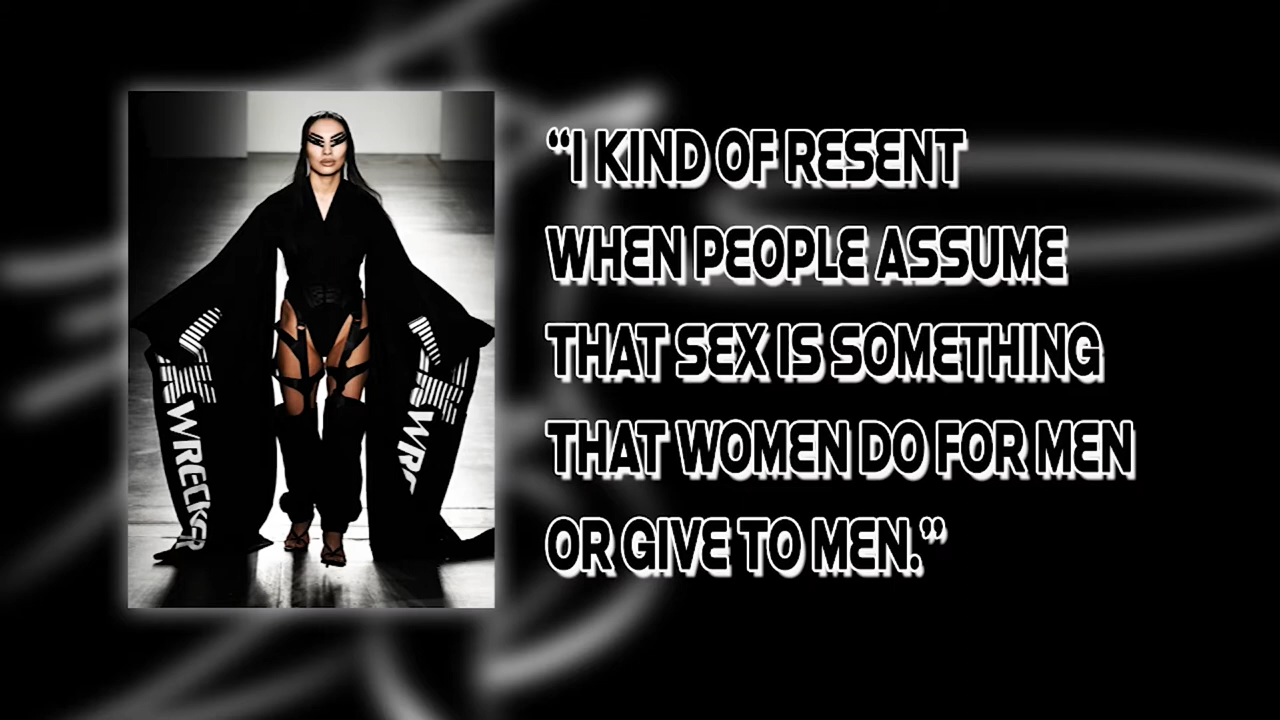 “I KIND OF RESENT
WHEN PEOPLE ASSUME
THAT SEX IS SOMETHING
THAT WOMEN DO FOR MEN
OR GIVE TO MEN.”
WRECKER